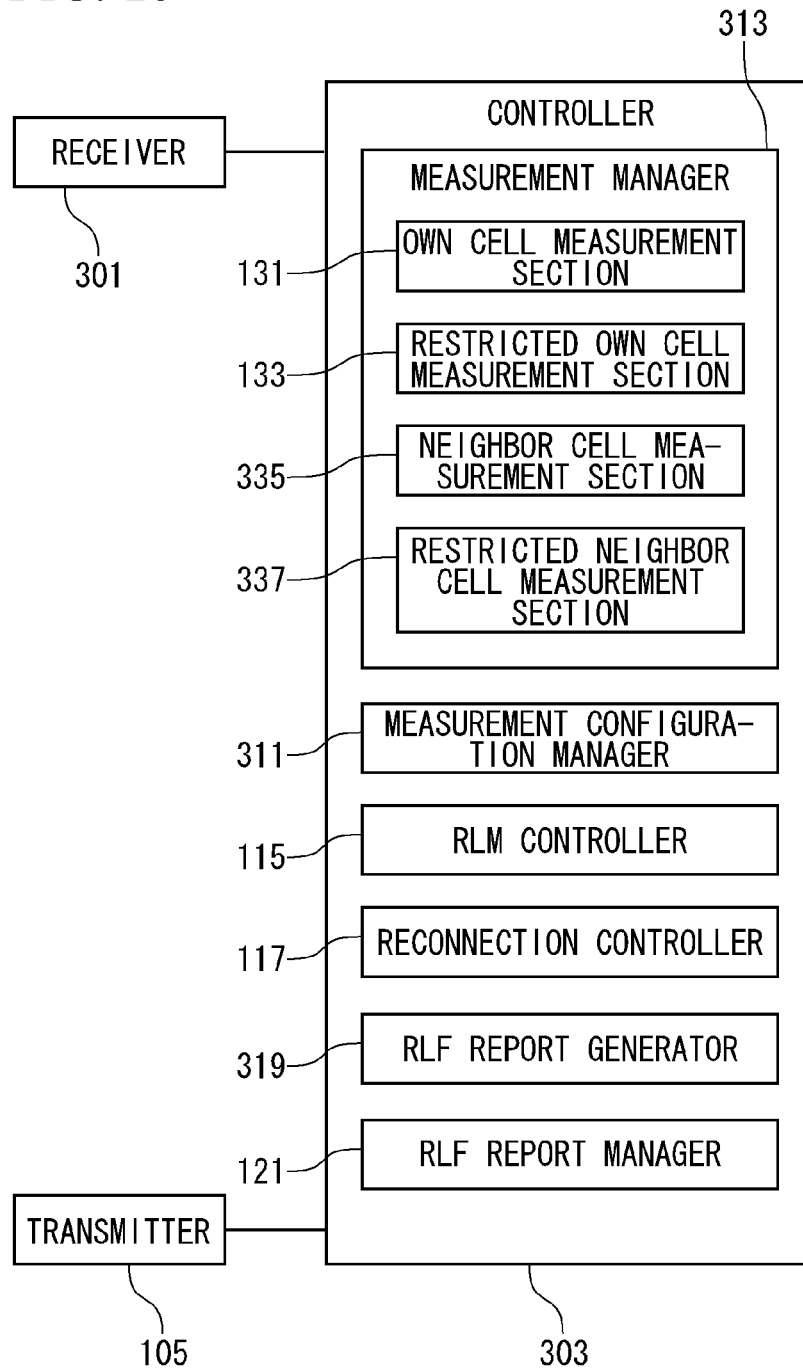 313
CONTROLLER
RECEIVER
301
MEASUREMENT MANAGER
OWN CELL MEASUREMENT
SECTION
131
RESTRICTED OWN CELL
MEASUREMENT SECTION
133
NEIGHBOR CELL MEA-
SUREMENT SECTION
335
RESTRICTED NEIGHBOR
CELL MEASUREMENT
SECTION
337
MEASUREMENT CONFIGURA-
TION MANAGER
311
RLM CONTROLLER
115
RECONNECTION CONTROLLER
117
RLF REPORT GENERATOR
319
RLF REPORT MANAGER
121
TRANSMITTER
105
303